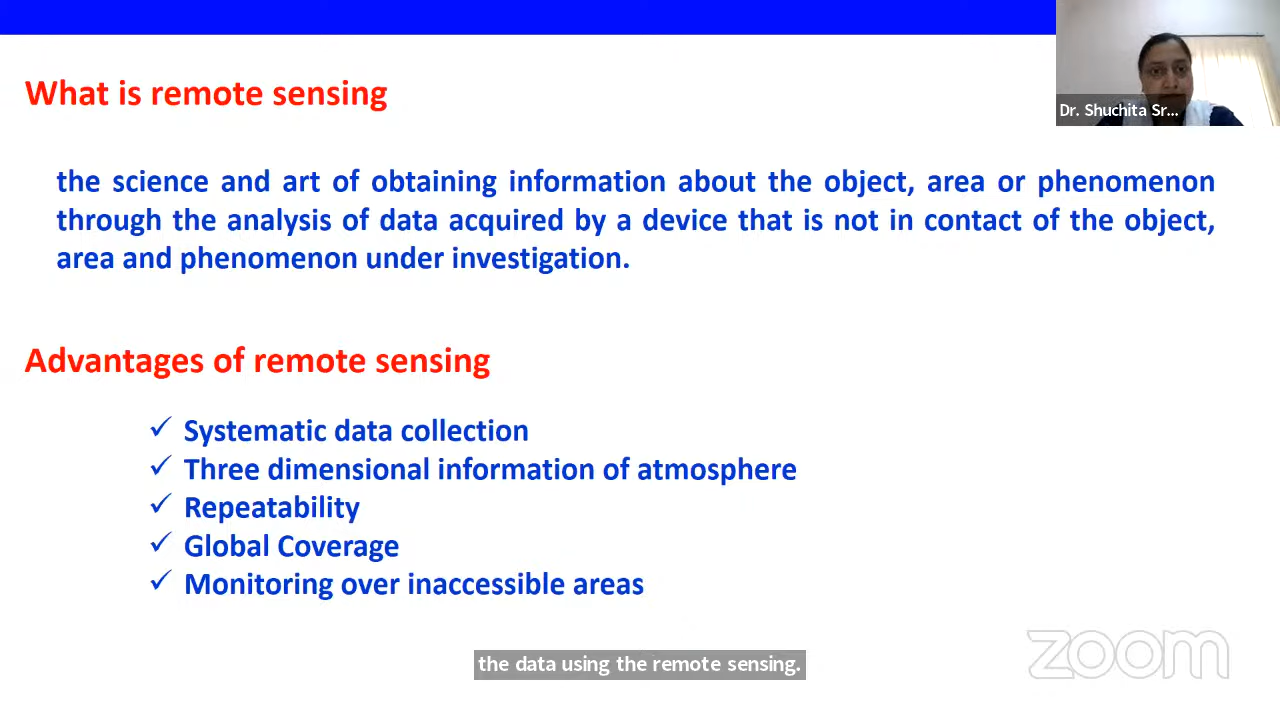 What is remote sensing
Dr. Shuchita Sr...
the science and art of obtaining information about the object, area or phenomenon
through the analysis of data acquired by a device that is not in contact of the object,
area and phenomenon under investigation.
Advantages of remote sensing
✓ Systematic data collection
✓ Three dimensional information of atmosphere
✓ Repeatability
✓ Global Coverage
✓ Monitoring over inaccessible areas
zoom
the data using the remote sensing.